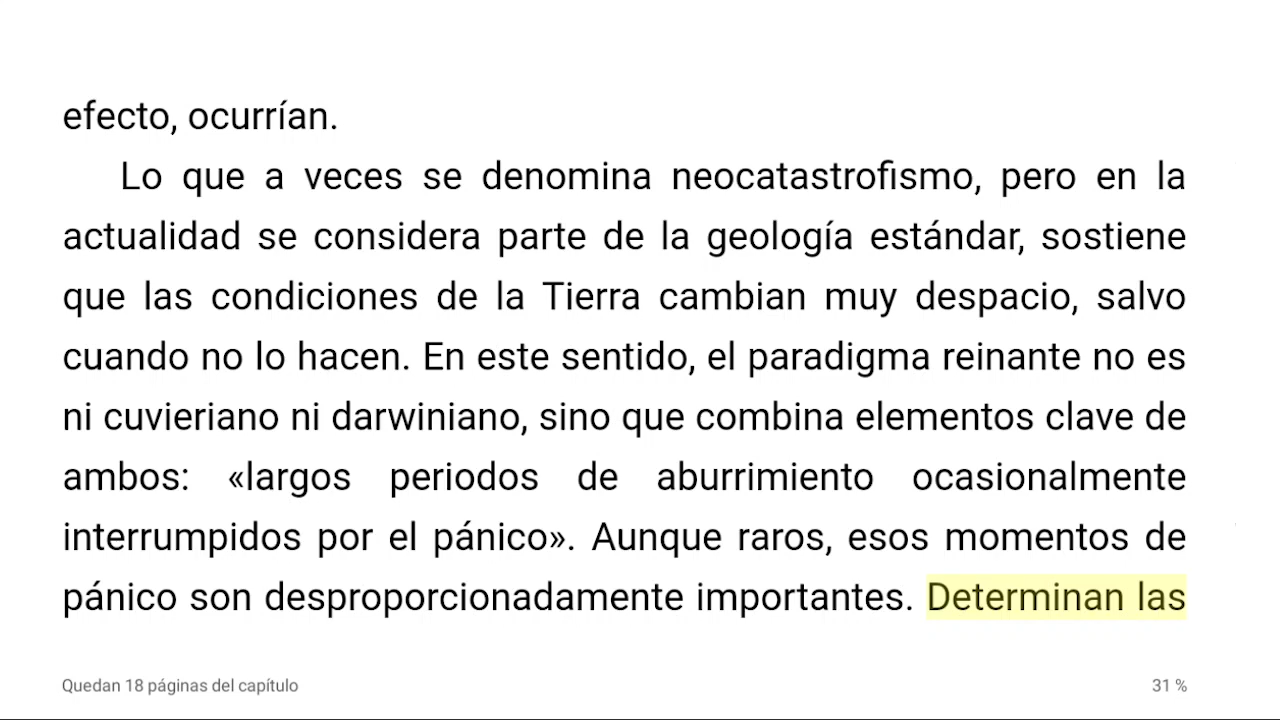 efecto, ocurrían.
Lo que a veces se denomina neocatastrofismo, pero en la
actualidad se considera parte de la geología estándar, sostiene
que las condiciones de la Tierra cambian muy despacio, salvo
cuando no lo hacen. En este sentido, el paradigma reinante no es
ni cuvieriano ni darwiniano, sino que combina elementos clave de
ambos: «largos periodos de aburrimiento ocasionalmente
interrumpidos por el pánico». Aunque raros, esos momentos de
pánico son desproporcionadamente importantes. Determinan las
Quedan 18 páginas del capítulo
31 %